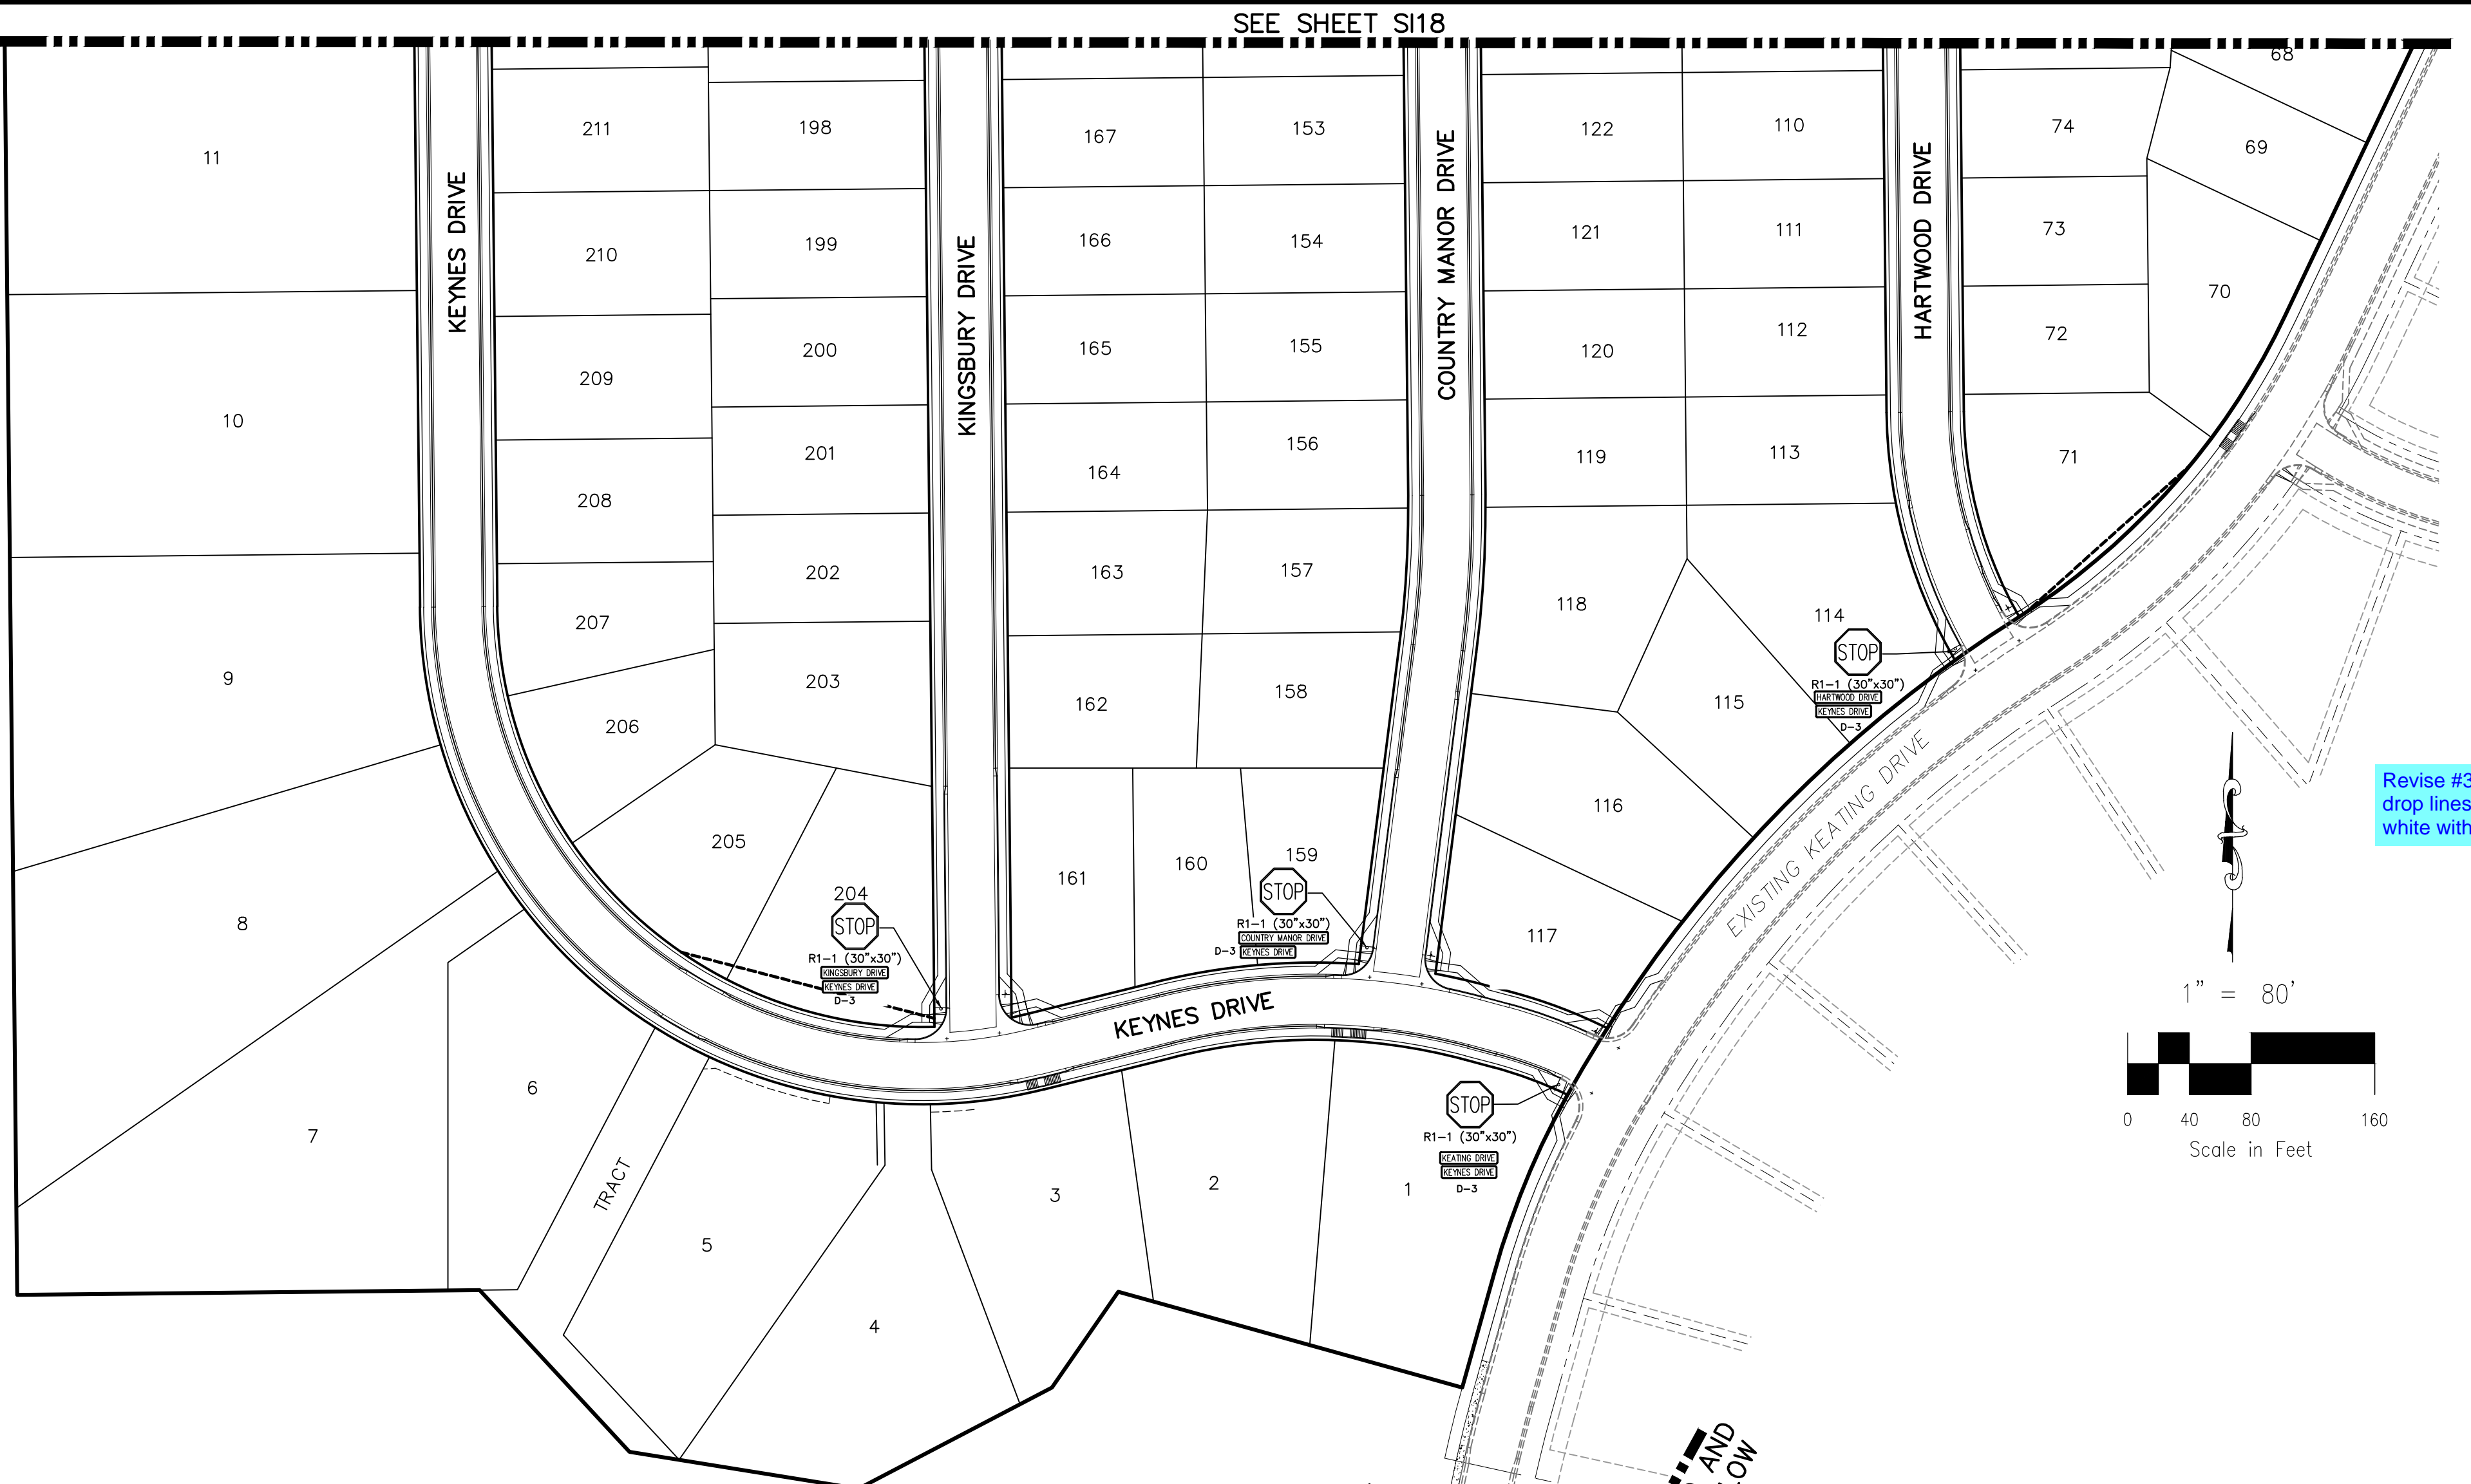 SEE SHEET SI18
68
11
211
198
167
153
122
110
74
69
KEYNES DRIVE
KINGSBURY DRIVE
COUNTRY MANOR DRIVE
HARTWOOD DRIVE
210
199
166
154
121
111
73
70
200
165
155
120
112
72
209
10
201
164
156
119
113
71
208
202
163
157
118
114
207
STOP
R1-1 (30"x30")
HARTWOOD DRIVE
KEYNES DRIVE
D-3
9
203
162
158
115
206
EXISTING KEATING DRIVE
Revise #3
drop lines
white with
205
161
160
159
116
8
204
STOP
R1-1 (30"x30")
KINGSBURY DRIVE
KEYNES DRIVE
D-3
STOP
R1-1 (30"x30")
COUNTRY MANOR DRIVE
D-3 KEYNES DRIVE
117
KEYNES DRIVE
1" = 80'
0 40 80 160
Scale in Feet
6
7
TRACT
5
4
3
2
1
STOP
R1-1 (30"x30")
KEATING DRIVE
KEYNES DRIVE
D-3
AND